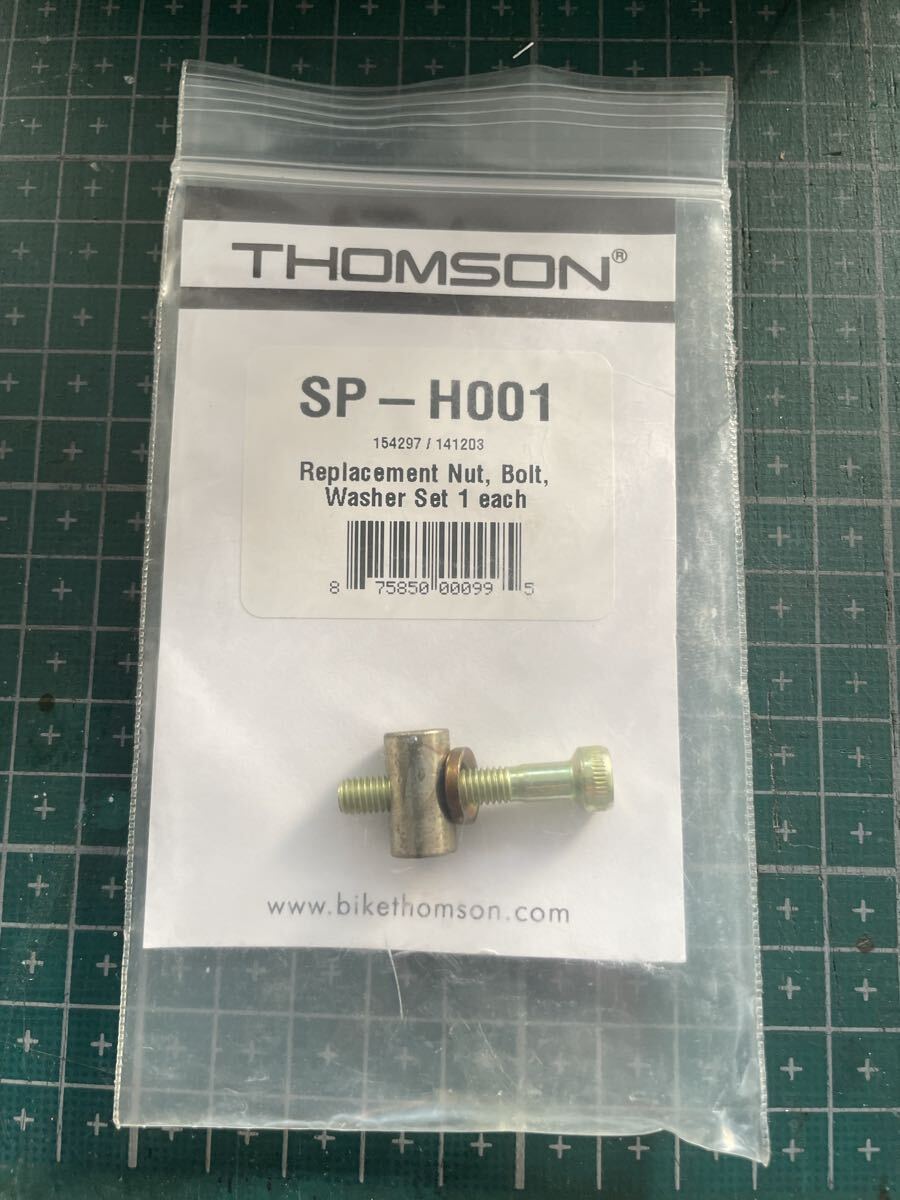 THOMSON®
SP – H001
154297 / 141203
Replacement Nut, Bolt,
Washer Set 1 each
8 75850 00099 5
www.bikethomson.com